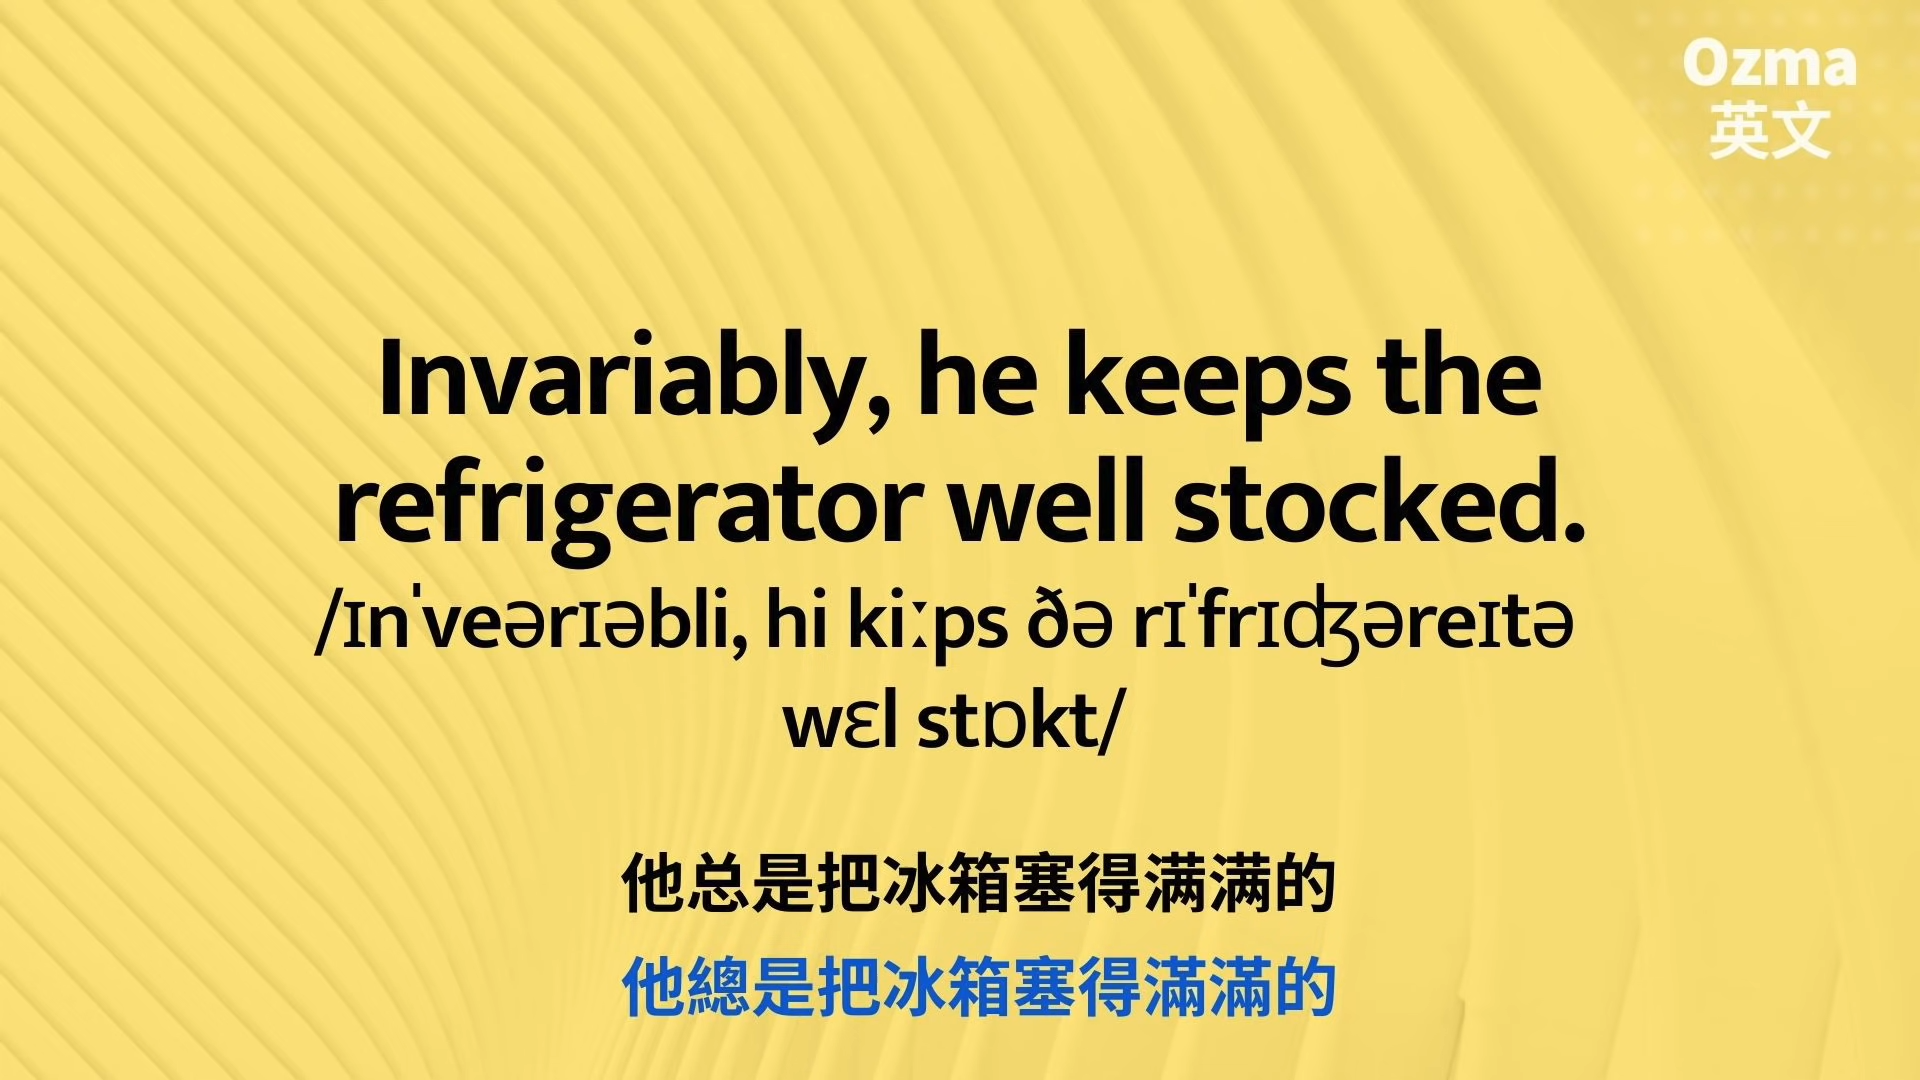 Ozma
英文
Invariably, he keeps the
refrigerator well stocked.
/ɪnˈveərɪəbli, hi kiːps ðə rɪˈfrɪʤəreɪtə
wɛl stɒkt/
他总是把冰箱塞得满满的
他總是把冰箱塞得滿滿的